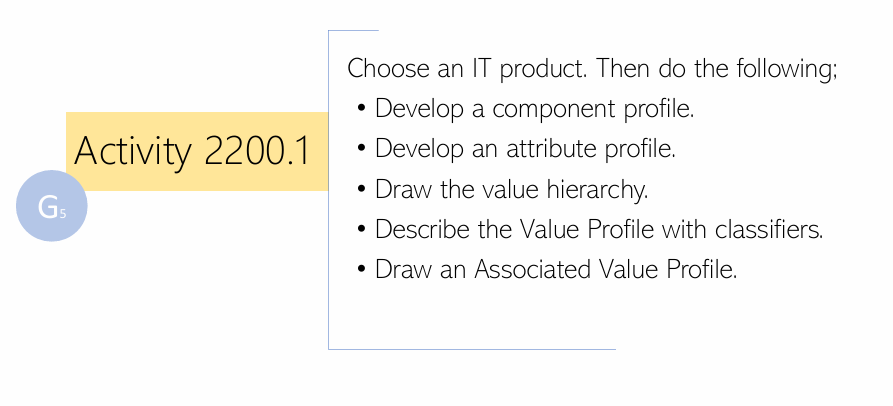 Choose an IT product. Then do the following;
• Develop a component profile.
• Develop an attribute profile.
• Draw the value hierarchy.
• Describe the Value Profile with classifiers.
• Draw an Associated Value Profile.
Activity 2200.1
G5